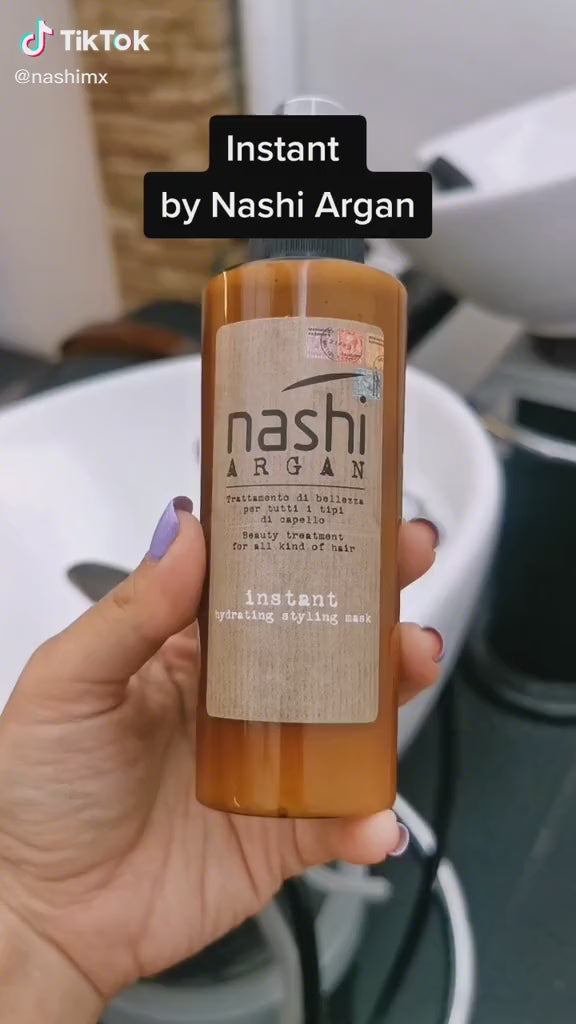 TikTok
@nashimx
Instant
by Nashi Argan
nashi
ARGAN
Trattamento di bellezza
per tutti i tipi
di capello
Beauty treatment
for all kind of hair
instant
hydrating styling mask